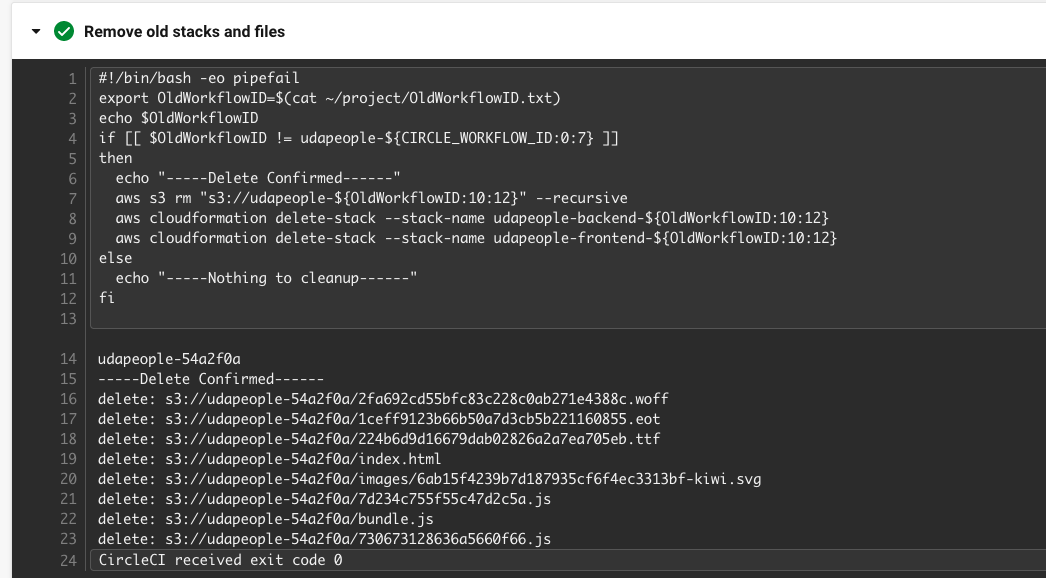 Remove old stacks and files
1 #!/bin/bash -eo pipefail
2 export OldWorkflowID=$(cat ~/project/OldWorkflowID.txt)
3 echo $OldWorkflowID
4 if [[ $OldWorkflowID != udapeople-${CIRCLE_WORKFLOW_ID:0:7} ]]
5 then
6   echo "-----Delete Confirmed------"
7   aws s3 rm "s3://udapeople-${OldWorkflowID:10:12}" --recursive
8   aws cloudformation delete-stack --stack-name udapeople-backend-${OldWorkflowID:10:12}
9   aws cloudformation delete-stack --stack-name udapeople-frontend-${OldWorkflowID:10:12}
10 else
11   echo "-----Nothing to cleanup------"
12 fi
13
14 udapeople-54a2f0a
15 -----Delete Confirmed------
16 delete: s3://udapeople-54a2f0a/2fa692cd55bfc83c228c0ab271e4388c.woff
17 delete: s3://udapeople-54a2f0a/1ceff9123b66b50a7d3cb5b221160855.eot
18 delete: s3://udapeople-54a2f0a/224b6d9d16679dab02826a2a7ea705eb.ttf
19 delete: s3://udapeople-54a2f0a/index.html
20 delete: s3://udapeople-54a2f0a/images/6ab15f4239b7d187935cf6f4ec3313bf-kiwi.svg
21 delete: s3://udapeople-54a2f0a/7d234c755f55c47d2c5a.js
22 delete: s3://udapeople-54a2f0a/bundle.js
23 delete: s3://udapeople-54a2f0a/730673128636a5660f66.js
24 CircleCI received exit code 0